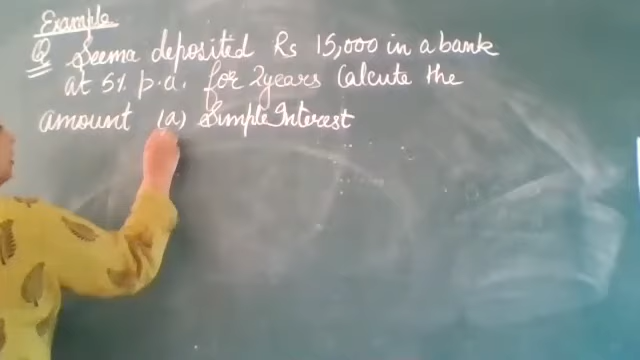 Example
Q Seema deposited Rs 15,000 in a bank
at 5% p.a. for 2years Calcute the
amount (a) Simple Interest